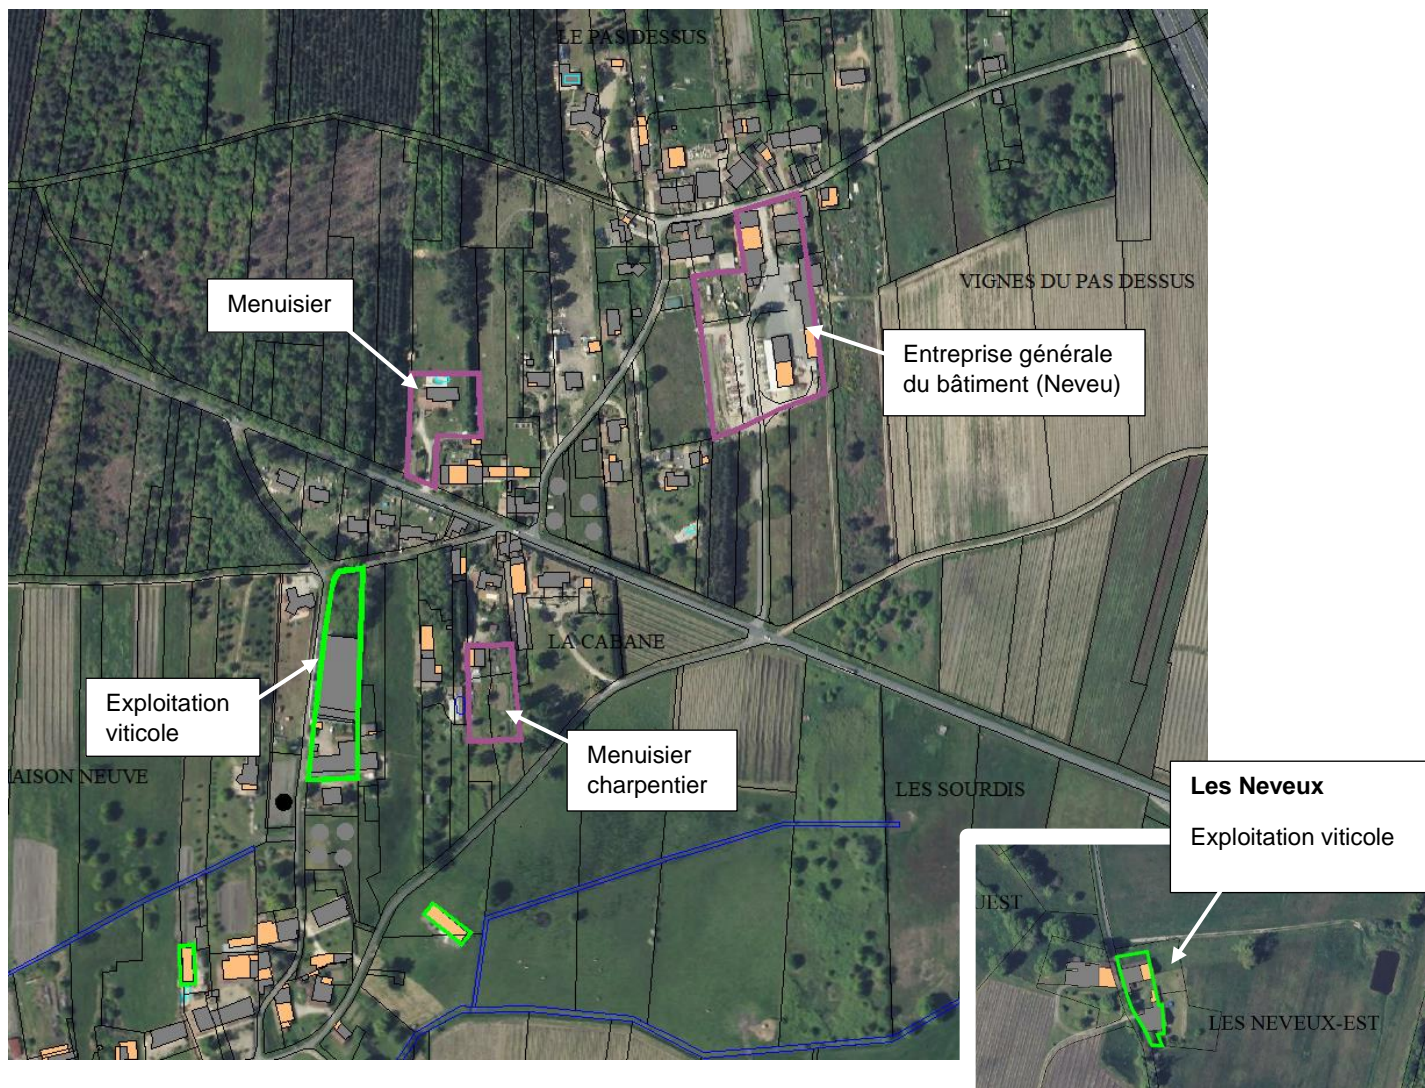 LE PAS DESSUS
VIGNES DU PAS DESSUS
Menuisier
Entreprise générale
du bâtiment (Neveu)
LA CABANE
Exploitation
viticole
Menuisier
charpentier
AISON NEUVE
LES SOURDIS
Les Neveux
Exploitation viticole
UEST
LES NEVEUX-EST